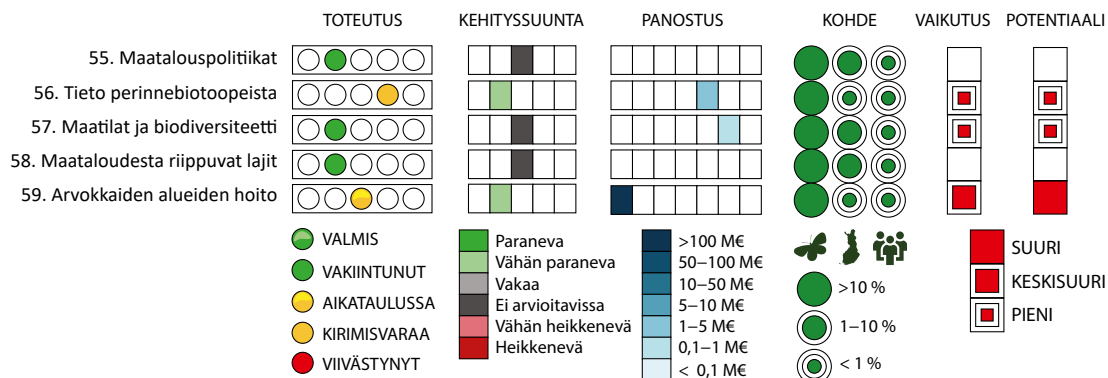 TOTEUTUS KEHITYSSUUNTA PANOSTUS KOHDE VAIKUTUS POTENTIAALI
55. Maatalouspolitiikat
56. Tieto perinnebiotoopeista
57. Maatilat ja biodiversiteetti
58. Maataloudesta riippuvat lajit
59. Arvokkaiden alueiden hoito
VALMIS
VAKIINTUNUT
AIKATAULUSSA
KIRIMISVARAA
VIIVÄSTYNYT
Paraneva
Vähän paraneva
Vakaa
Ei arvioitavissa
Vähän heikkenevä
Heikkenevä
>100 M€
50–100 M€
10–50 M€
5–10 M€
1–5 M€
0,1–1 M€
< 0,1 M€
>10 %
1–10 %
< 1 %
SUURI
KESKISUURI
PIENI